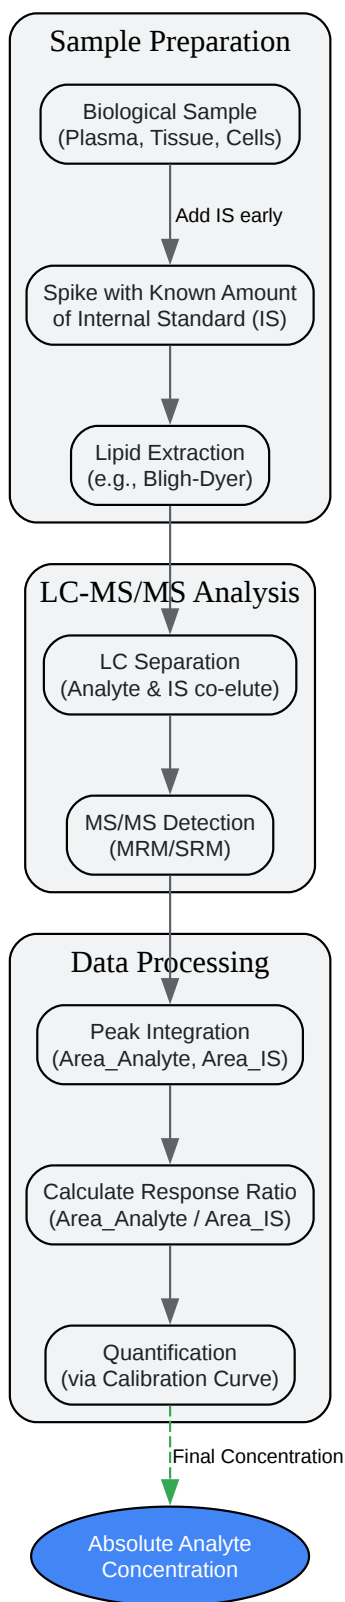 Sample Preparation
Biological Sample
(Plasma, Tissue, Cells)
Add IS early
Spike with Known Amount
of Internal Standard (IS)
Lipid Extraction
(e.g., Bligh-Dyer)
LC-MS/MS Analysis
LC Separation
(Analyte & IS co-elute)
MS/MS Detection
(MRM/SRM)
Data Processing
Peak Integration
(Area_Analyte, Area_IS)
Calculate Response Ratio
(Area_Analyte / Area_IS)
Quantification
(via Calibration Curve)
Final Concentration
Absolute Analyte
Concentration